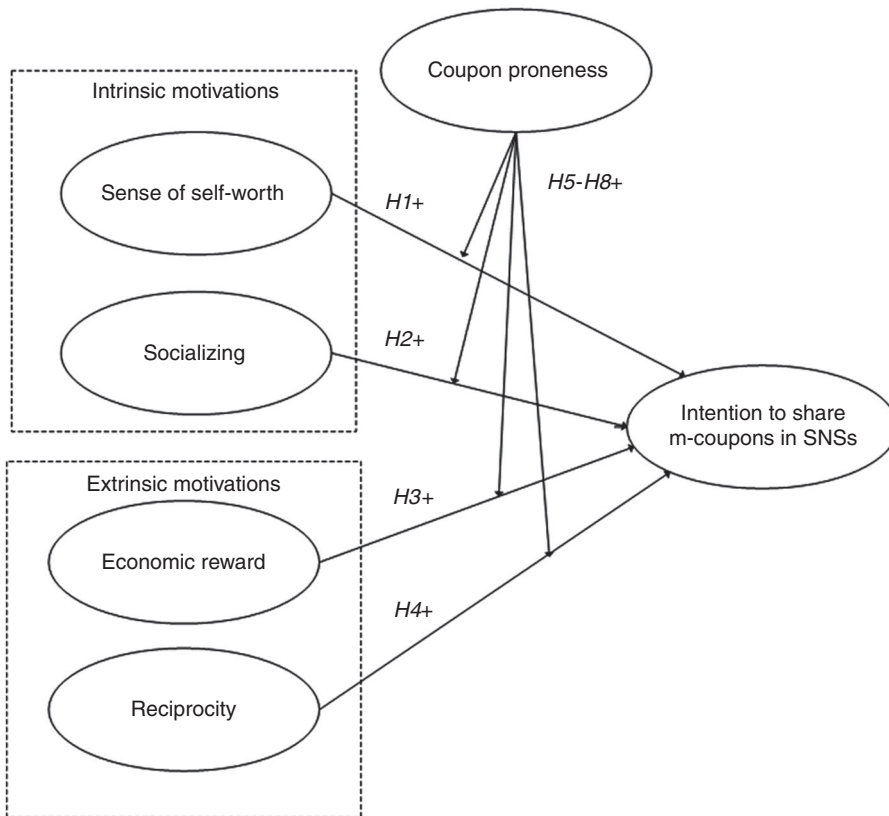 Coupon proneness
Intrinsic motivations
Sense of self-worth
H1+
H5-H8+
Socializing
H2+
Intention to share
m-coupons in SNSs
Extrinsic motivations
H3+
Economic reward
H4+
Reciprocity